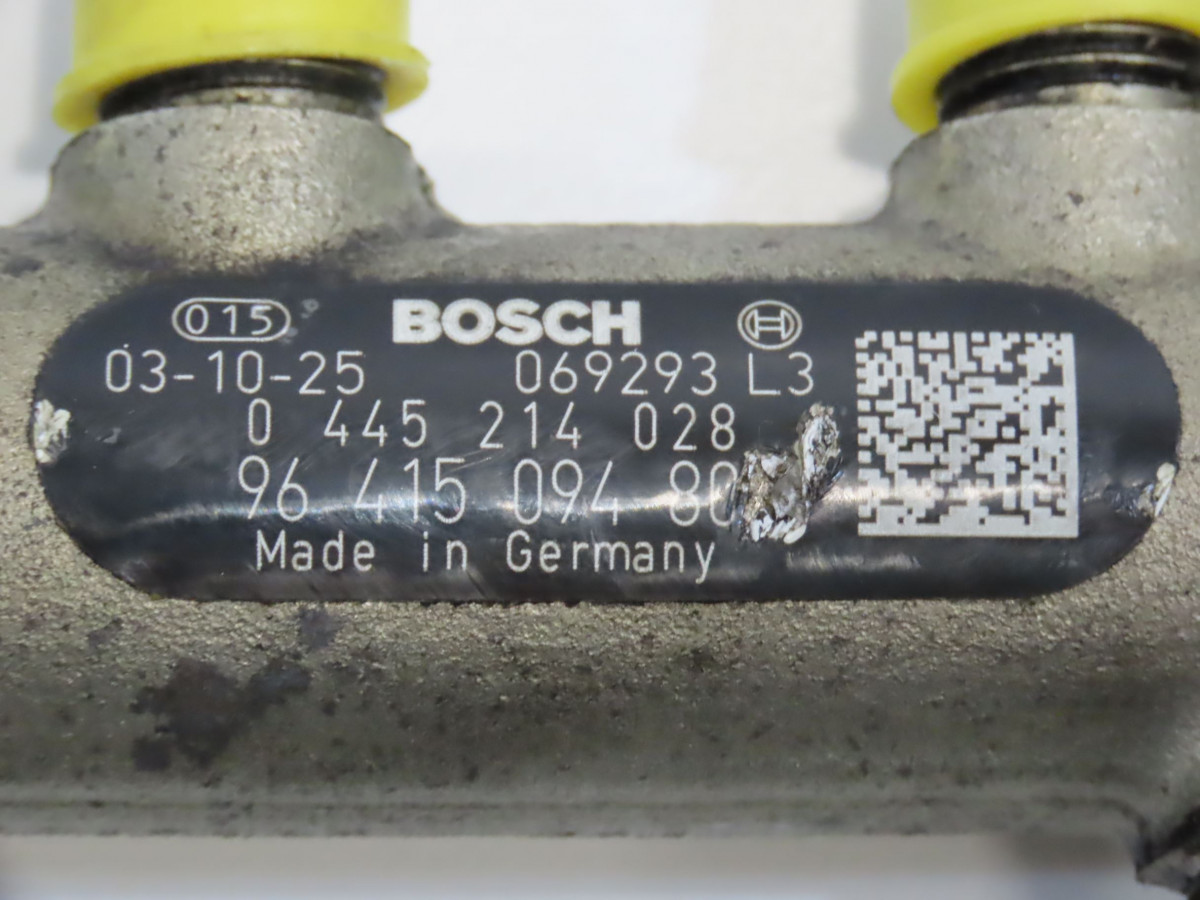 015 BOSCH
03-10-25 069293 L3
0 445 214 028
96 415 094 80
Made in Germany